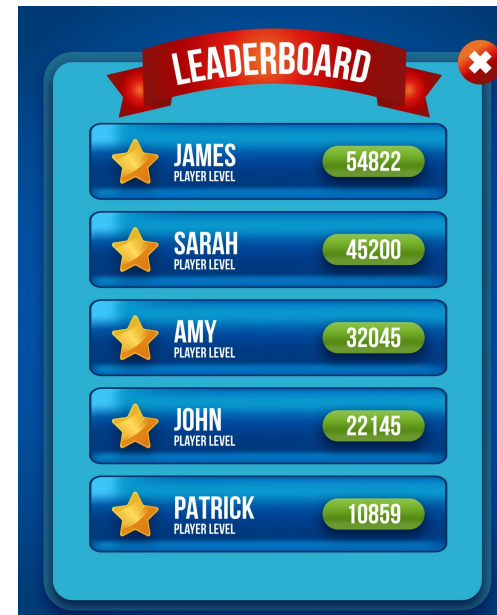 LEADERBOARD
JAMES
PLAYER LEVEL
54822
SARAH
PLAYER LEVEL
45200
AMY
PLAYER LEVEL
32045
JOHN
PLAYER LEVEL
22145
PATRICK
PLAYER LEVEL
10859